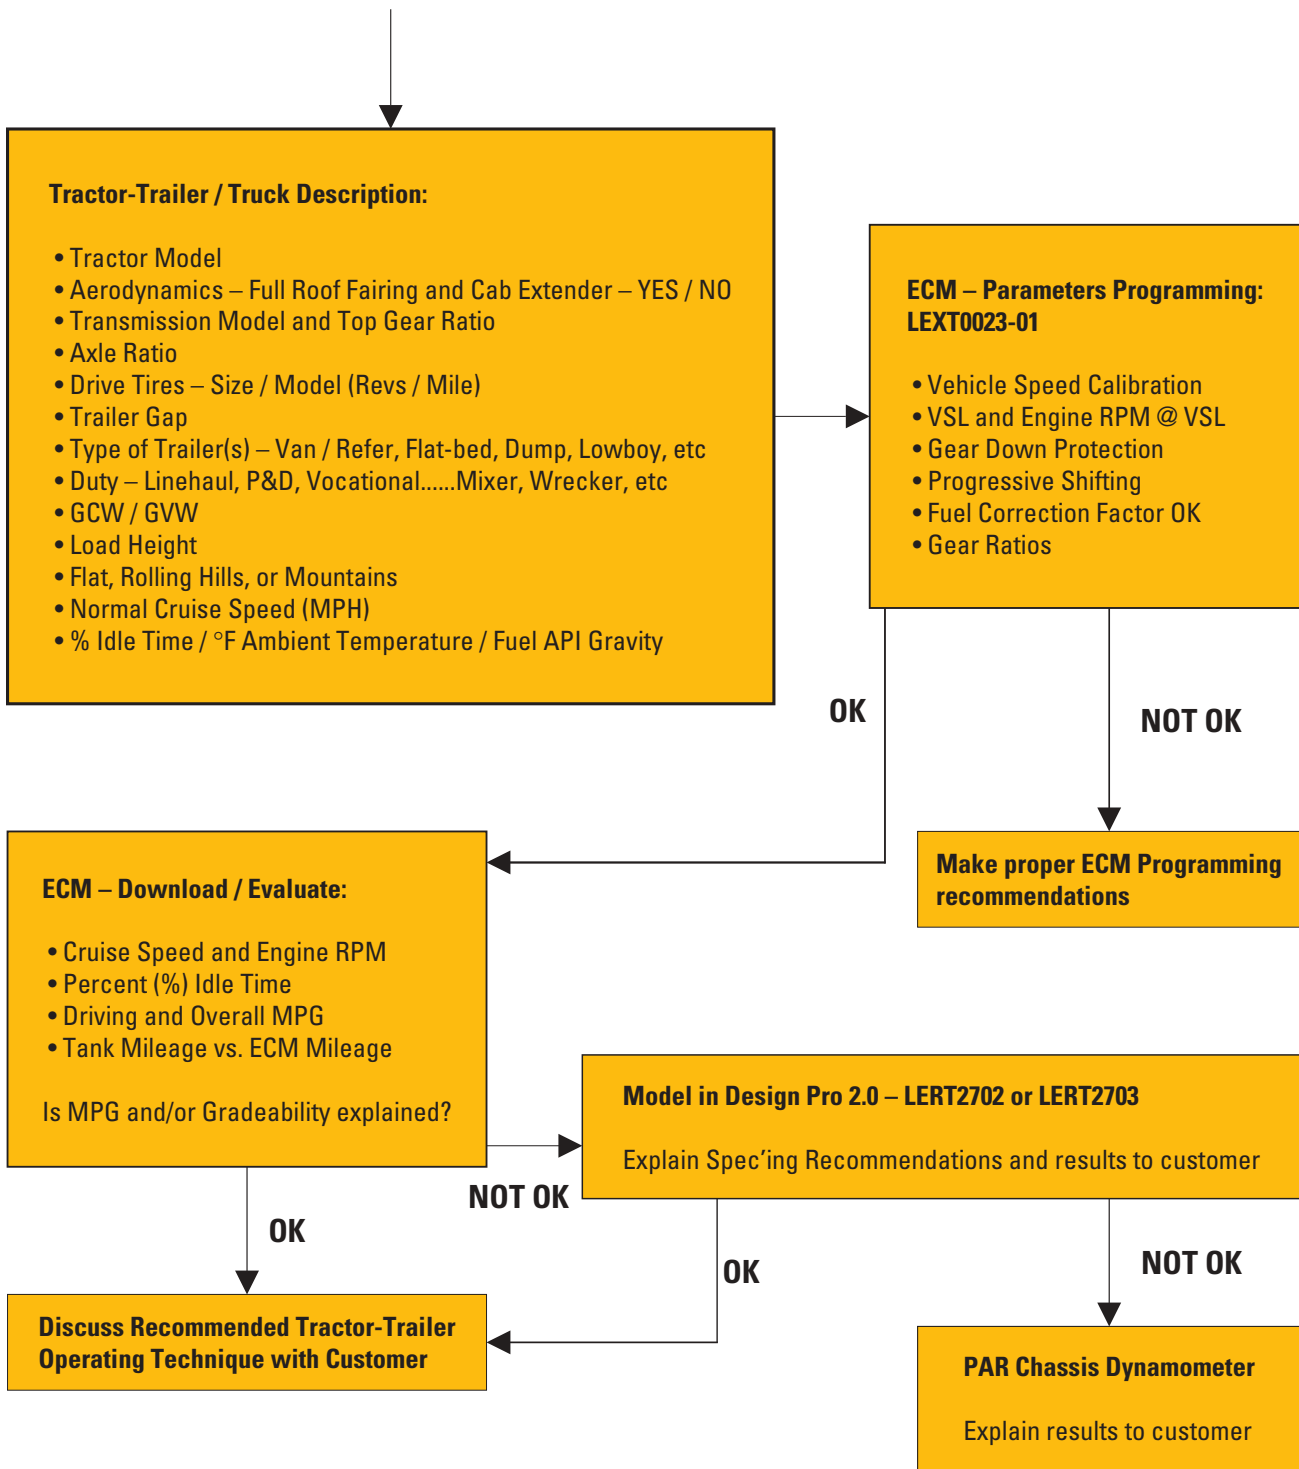 Tractor-Trailer / Truck Description:
• Tractor Model
• Aerodynamics – Full Roof Fairing and Cab Extender – YES / NO
• Transmission Model and Top Gear Ratio
• Axle Ratio
• Drive Tires – Size / Model (Revs / Mile)
• Trailer Gap
• Type of Trailer(s) – Van / Refer, Flat-bed, Dump, Lowboy, etc
• Duty – Linehaul, P&D, Vocational......Mixer, Wrecker, etc
• GCW / GVW
• Load Height
• Flat, Rolling Hills, or Mountains
• Normal Cruise Speed (MPH)
• % Idle Time / °F Ambient Temperature / Fuel API Gravity
ECM – Parameters Programming:
LEXT0023-01
• Vehicle Speed Calibration
• VSL and Engine RPM @ VSL
• Gear Down Protection
• Progressive Shifting
• Fuel Correction Factor OK
• Gear Ratios
OK
NOT OK
Make proper ECM Programming
recommendations
ECM – Download / Evaluate:
• Cruise Speed and Engine RPM
• Percent (%) Idle Time
• Driving and Overall MPG
• Tank Mileage vs. ECM Mileage
Is MPG and/or Gradeability explained?
NOT OK
OK
Model in Design Pro 2.0 – LERT2702 or LERT2703
Explain Spec’ing Recommendations and results to customer
OK
NOT OK
Discuss Recommended Tractor-Trailer
Operating Technique with Customer
PAR Chassis Dynamometer
Explain results to customer